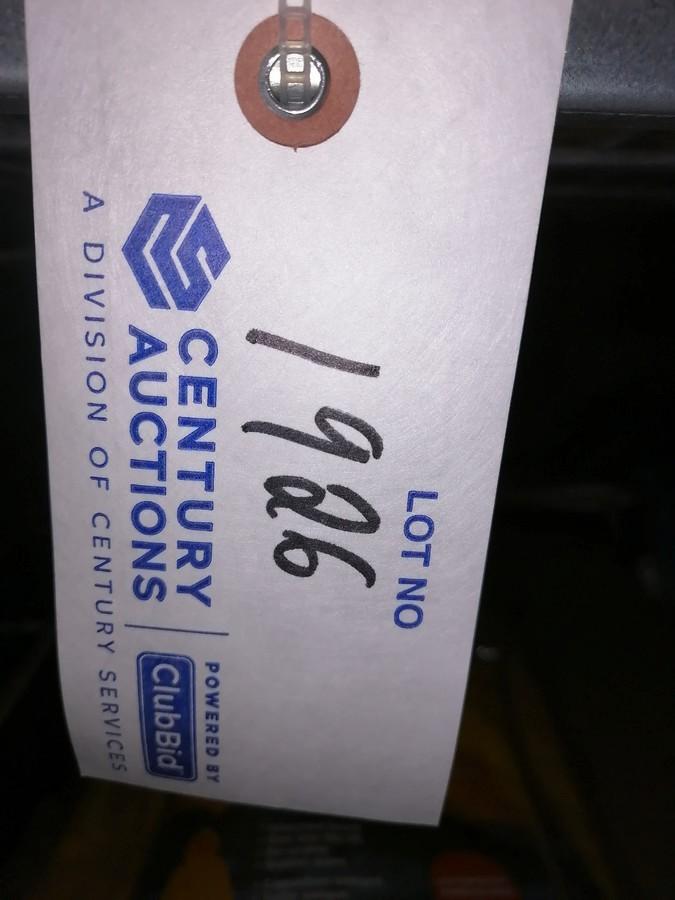 LOT NO
1926
CENTURY
AUCTIONS
POWERED BY
ClubBid
A DIVISION OF CENTURY SERVICES